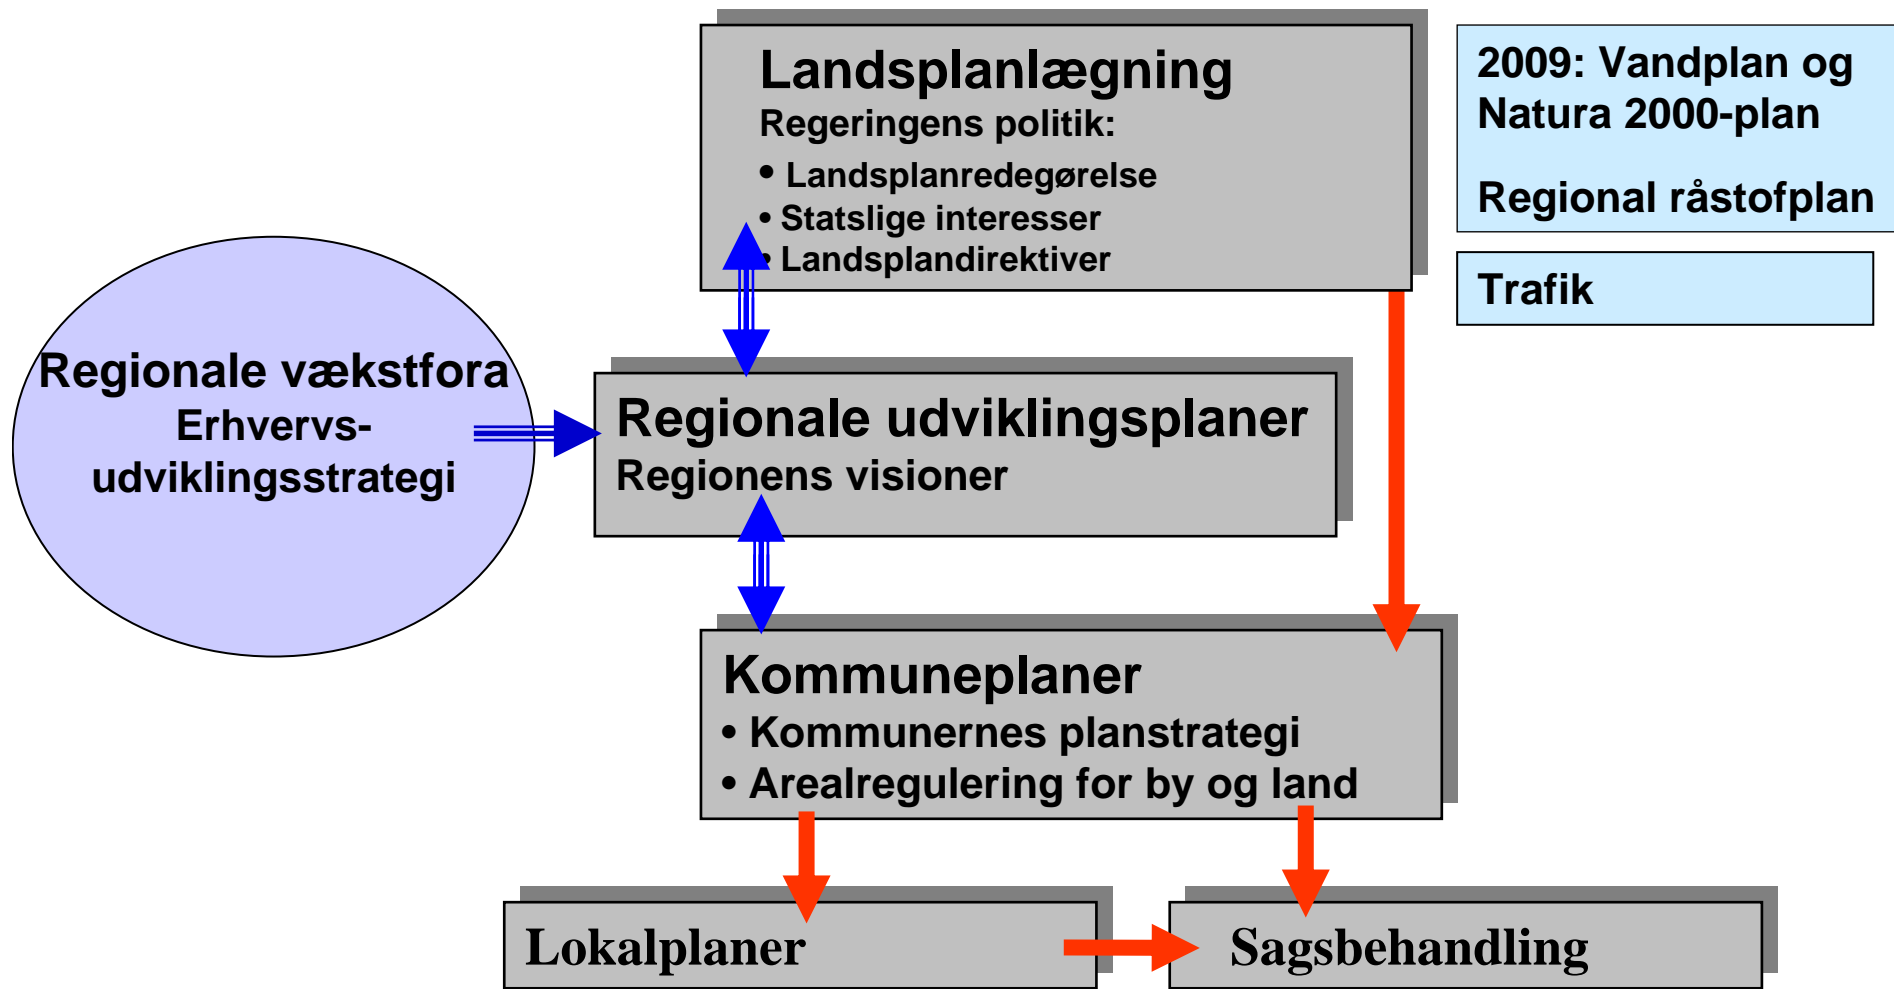 Landsplanlægning
Regeringens politik:
• Landsplanredegørelse
• Statslige interesser
• Landsplandirektiver
2009: Vandplan og
Natura 2000-plan
Regional råstofplan
Trafik
Regionale vækstfora
Erhvervs-
udviklingsstrategi
Regionale udviklingsplaner
Regionens visioner
Kommuneplaner
• Kommunernes planstrategi
• Arealregulering for by og land
Lokalplaner
Sagsbehandling